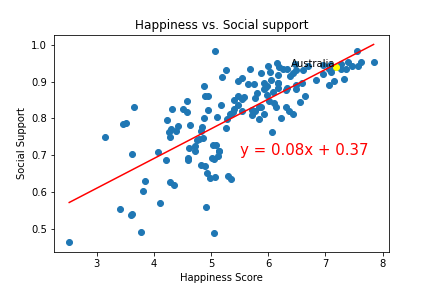 Happiness vs. Social support
1.0
0.9
0.8
0.7
0.6
0.5
Social Support
Australia
y = 0.08x + 0.37
3 4 5 6 7 8
Happiness Score